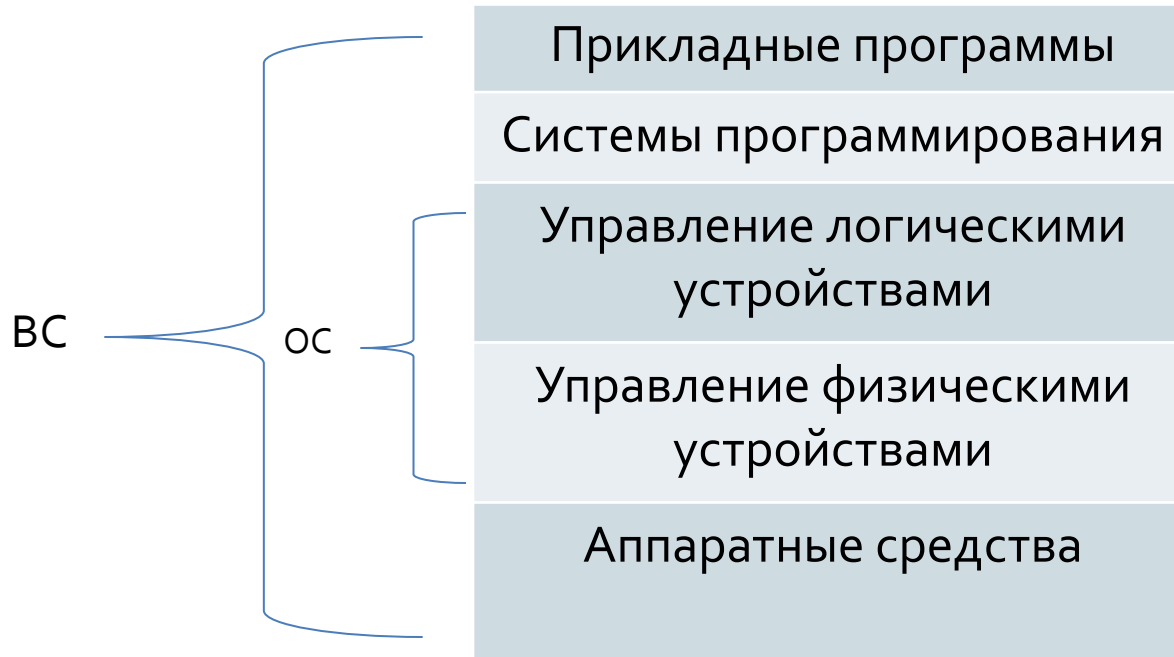 Прикладные программы
Системы программирования
Управление логическими
устройствами
ВС
ОС
Управление физическими
устройствами
Аппаратные средства